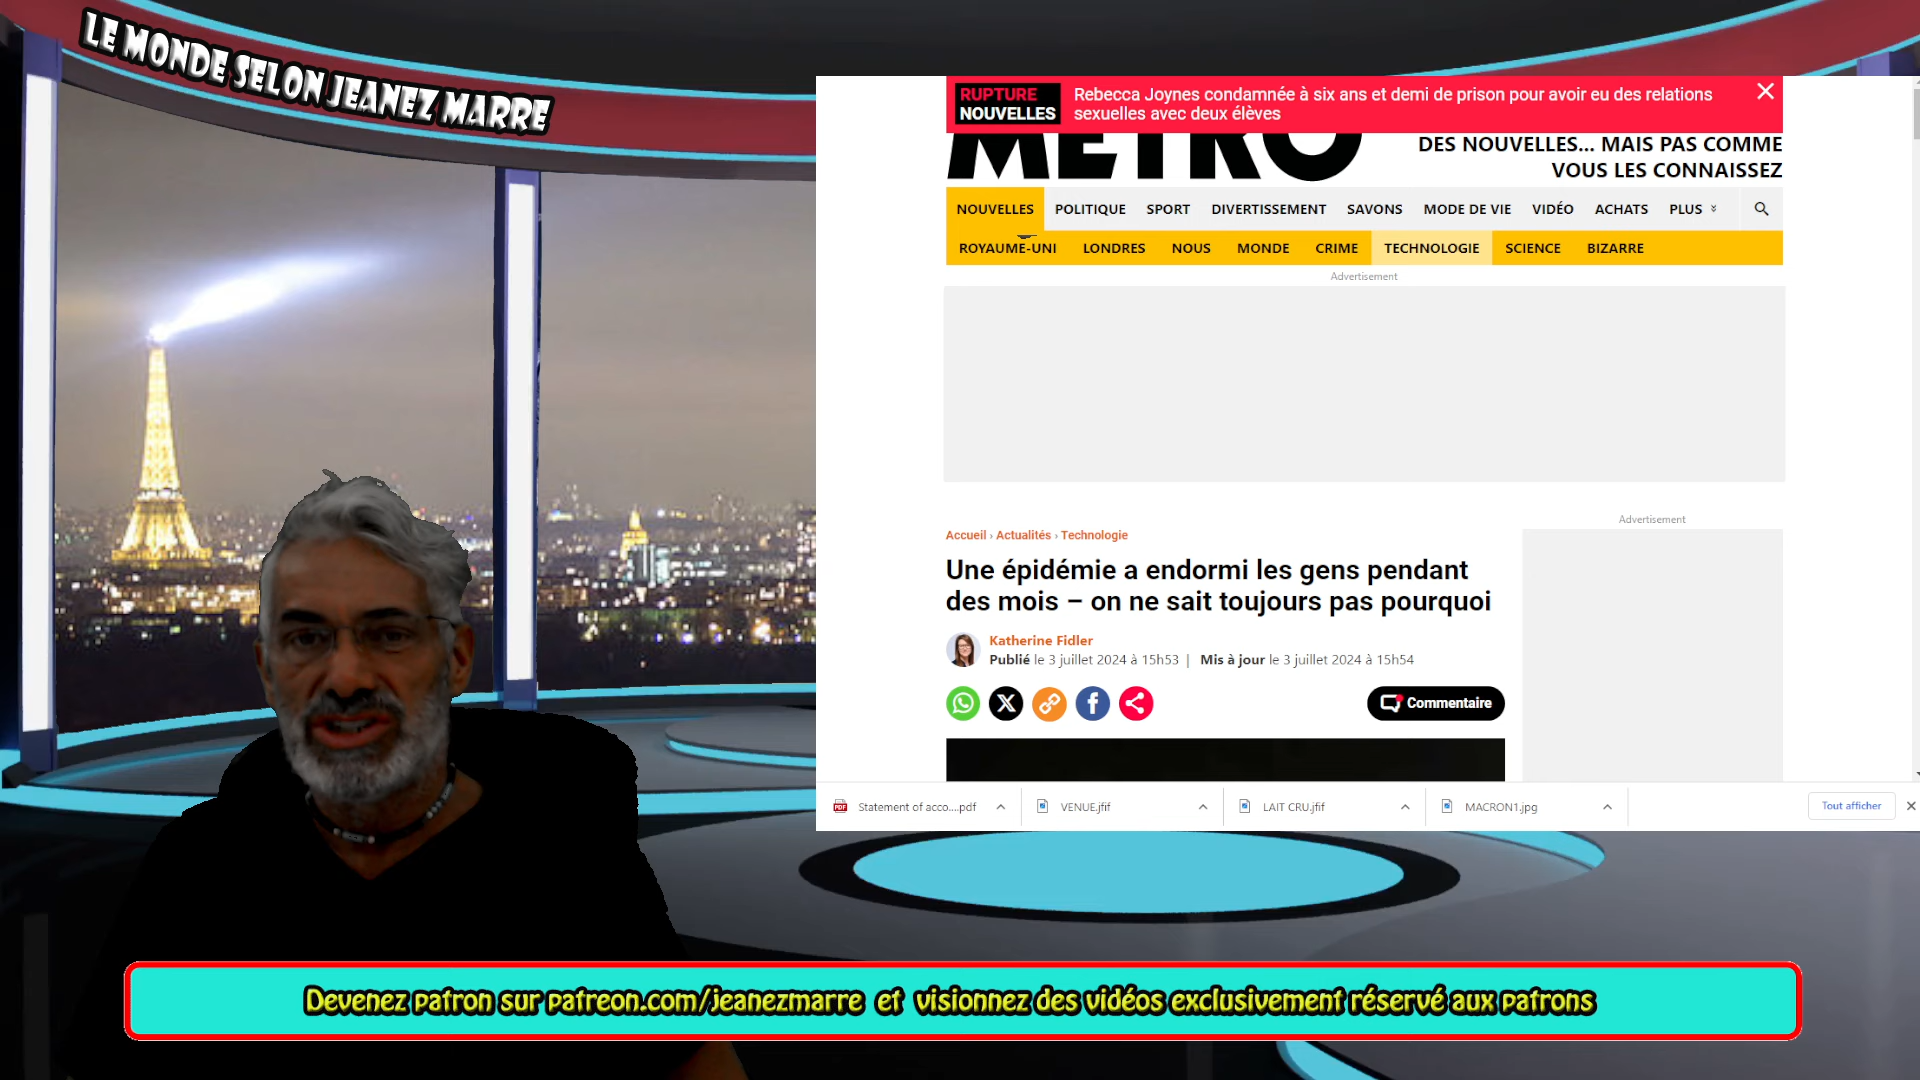 LE MONDE SELON JEANEZ MARRE
RUPTURE
NOUVELLES
Rebecca Joynes condamnée à six ans et demi de prison pour avoir eu des relations
sexuelles avec deux élèves
METRO
DES NOUVELLES... MAIS PAS COMME
VOUS LES CONNAISSEZ
NOUVELLES POLITIQUE SPORT DIVERTISSEMENT SAVONS MODE DE VIE VIDÉO ACHATS PLUS
ROYAUME-UNI LONDRES NOUS MONDE CRIME TECHNOLOGIE SCIENCE BIZARRE
Advertisement
Advertisement
Accueil › Actualités › Technologie
Une épidémie a endormi les gens pendant
des mois – on ne sait toujours pas pourquoi
Katherine Fidler
Publié le 3 juillet 2024 à 15h53 | Mis à jour le 3 juillet 2024 à 15h54
Commentaire
Statement of acco....pdf VENUE.jfif LAIT CRU.jfif MACRON1.jpg Tout afficher
Devenez patron sur patreon.com/jeanezmarre et visionnez des vidéos exclusivement réservé aux patrons